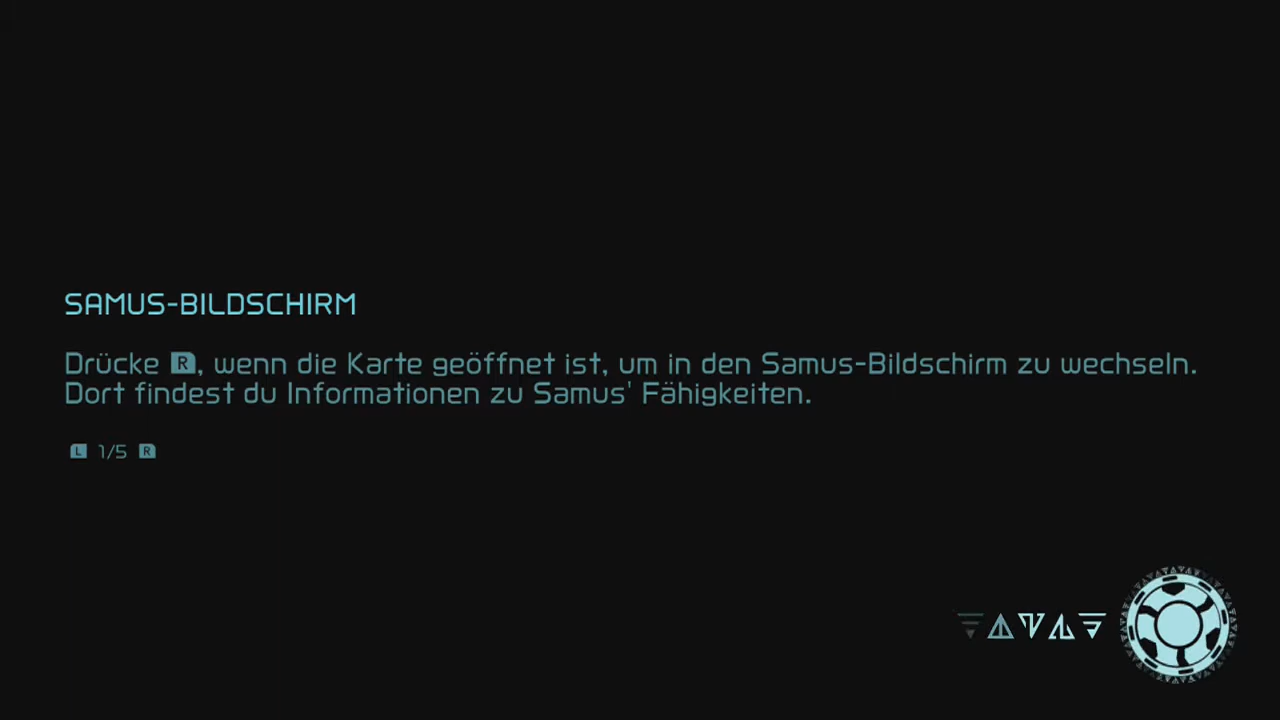 SAMUS-BILDSCHIRM
Drücke R, wenn die Karte geöffnet ist, um in den Samus-Bildschirm zu wechseln.
Dort findest du Informationen zu Samus' Fähigkeiten.
L 1/5 R